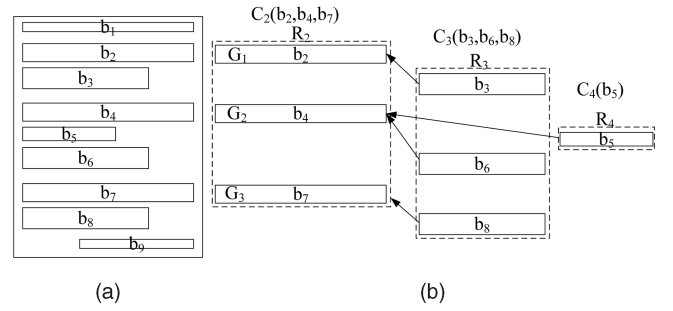 b₁
b₂
b₃
b₄
b₅
b₆
b₇
b₈
b₉
(a)
C₂(b₂,b₄,b₇)
R₂
G₁ b₂
G₂ b₄
G₃ b₇
C₃(b₃,b₆,b₈)
R₃
b₃
b₆
b₈
C₄(b₅)
R₄
b₅
(b)